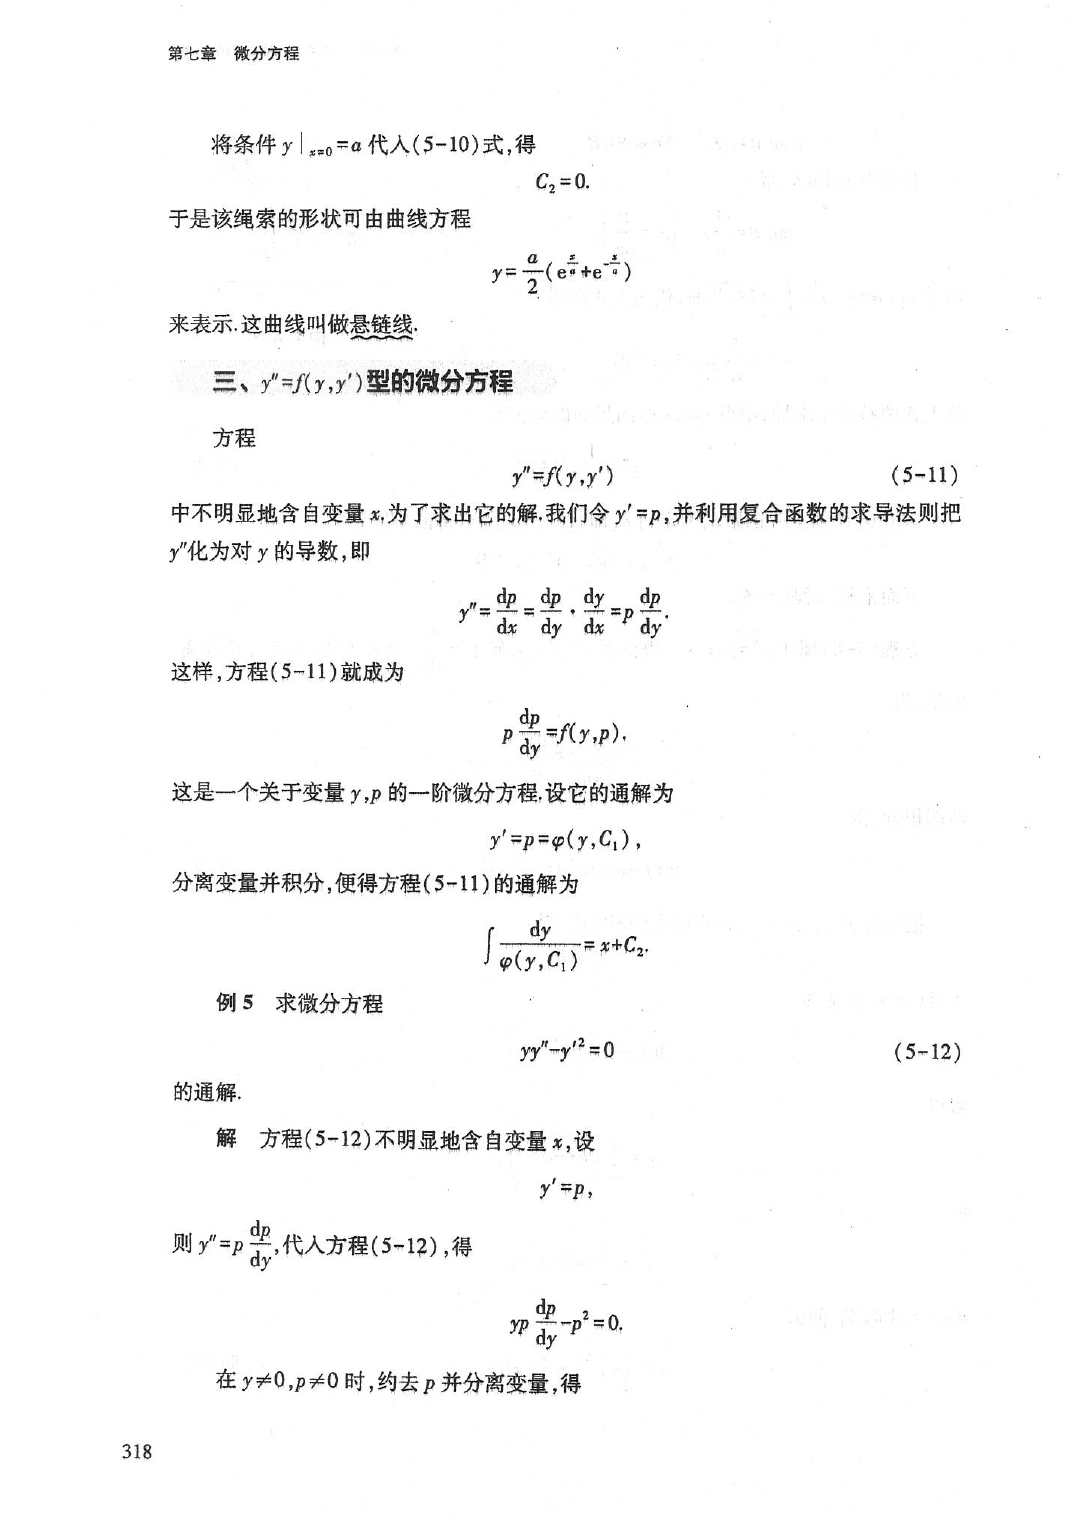 第七章 微分方程
将条件 y|ₓ₌₀=a 代入(5-10)式,得
C₂=0.
于是该绳索的形状可由曲线方程
y=\frac{a}{2}(e^{\frac{x}{a}}+e^{-\frac{x}{a}})
来表示.这曲线叫做悬链线.
三、y″=f(y,y′)型的微分方程
方程
y″=f(y,y′) (5-11)
中不明显地含自变量 x,为了求出它的解,我们令 y′=p,并利用复合函数的求导法则把
y″化为对 y 的导数,即
y″=\frac{dp}{dx}=\frac{dp}{dy}·\frac{dy}{dx}=p\frac{dp}{dy}.
这样,方程(5-11)就成为
p\frac{dp}{dy}=f(y,p).
这是一个关于变量 y,p 的一阶微分方程.设它的通解为
y′=p=φ(y,C₁),
分离变量并积分,便得方程(5-11)的通解为
∫\frac{dy}{φ(y,C₁)}=x+C₂.
例 5 求微分方程
yy″-y′²=0 (5-12)
的通解.
解 方程(5-12)不明显地含自变量 x,设
y′=p,
则 y″=p\frac{dp}{dy},代入方程(5-12),得
yp\frac{dp}{dy}-p²=0.
在 y≠0,p≠0 时,约去 p 并分离变量,得
318